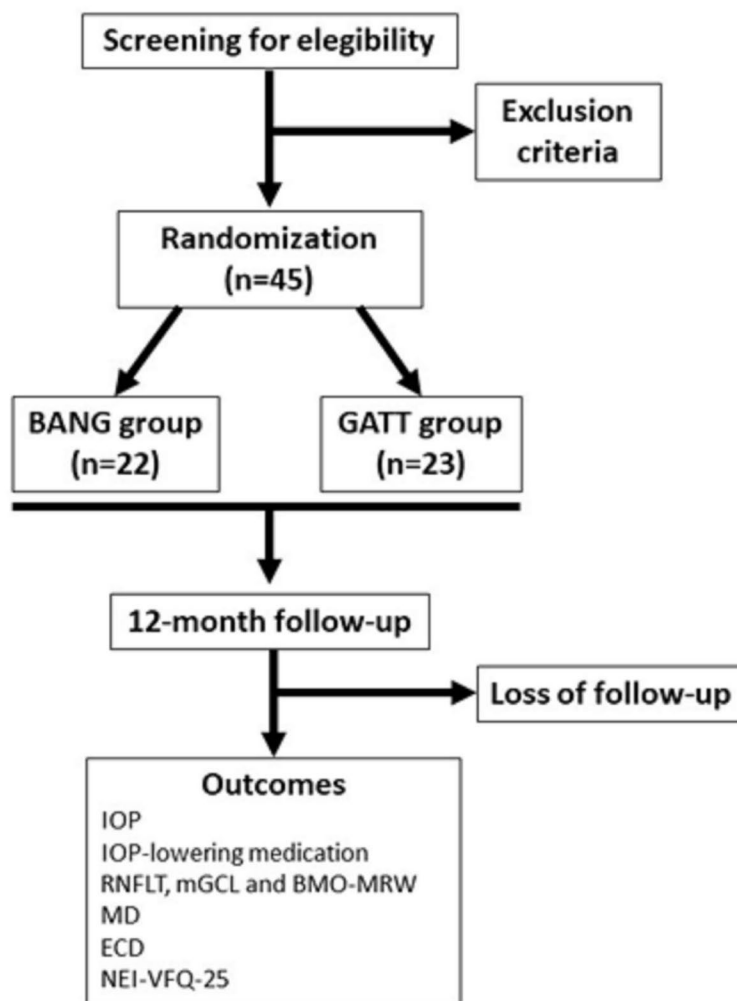 Screening for elegibility
Exclusion
criteria
Randomization
(n=45)
BANG group
(n=22)
GATT group
(n=23)
12-month follow-up
Loss of follow-up
Outcomes
IOP
IOP-lowering medication
RNFLT, mGCL and BMO-MRW
MD
ECD
NEI-VFQ-25